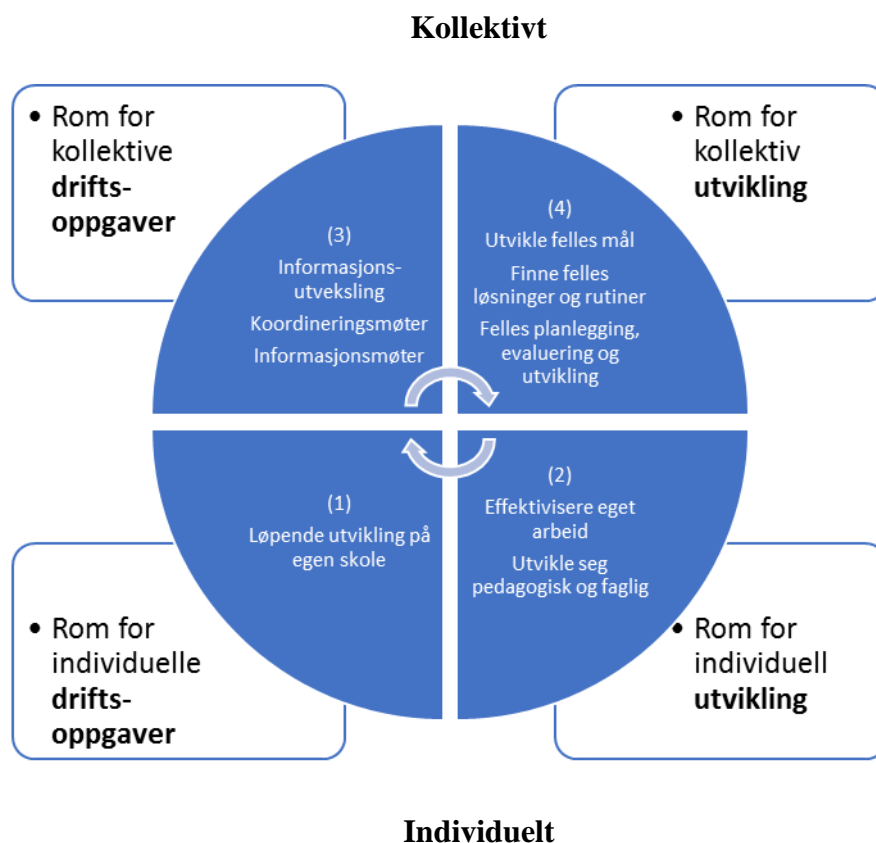 Kollektivt
• Rom for
kollektive
drifts-
oppgaver
• Rom for
kollektiv
utvikling
(3)
Informasjons-
utveksling
Koordineringsmøter
Informasjonsmøter
(4)
Utvikle felles mål
Finne felles
løsninger og rutiner
Felles planlegging,
evaluering og
utvikling
(1)
Løpende utvikling på
egen skole
(2)
Effektivisere eget
arbeid
Utvikle seg
pedagogisk og faglig
• Rom for
individuelle
drifts-
oppgaver
• Rom for
individuell
utvikling
Individuelt